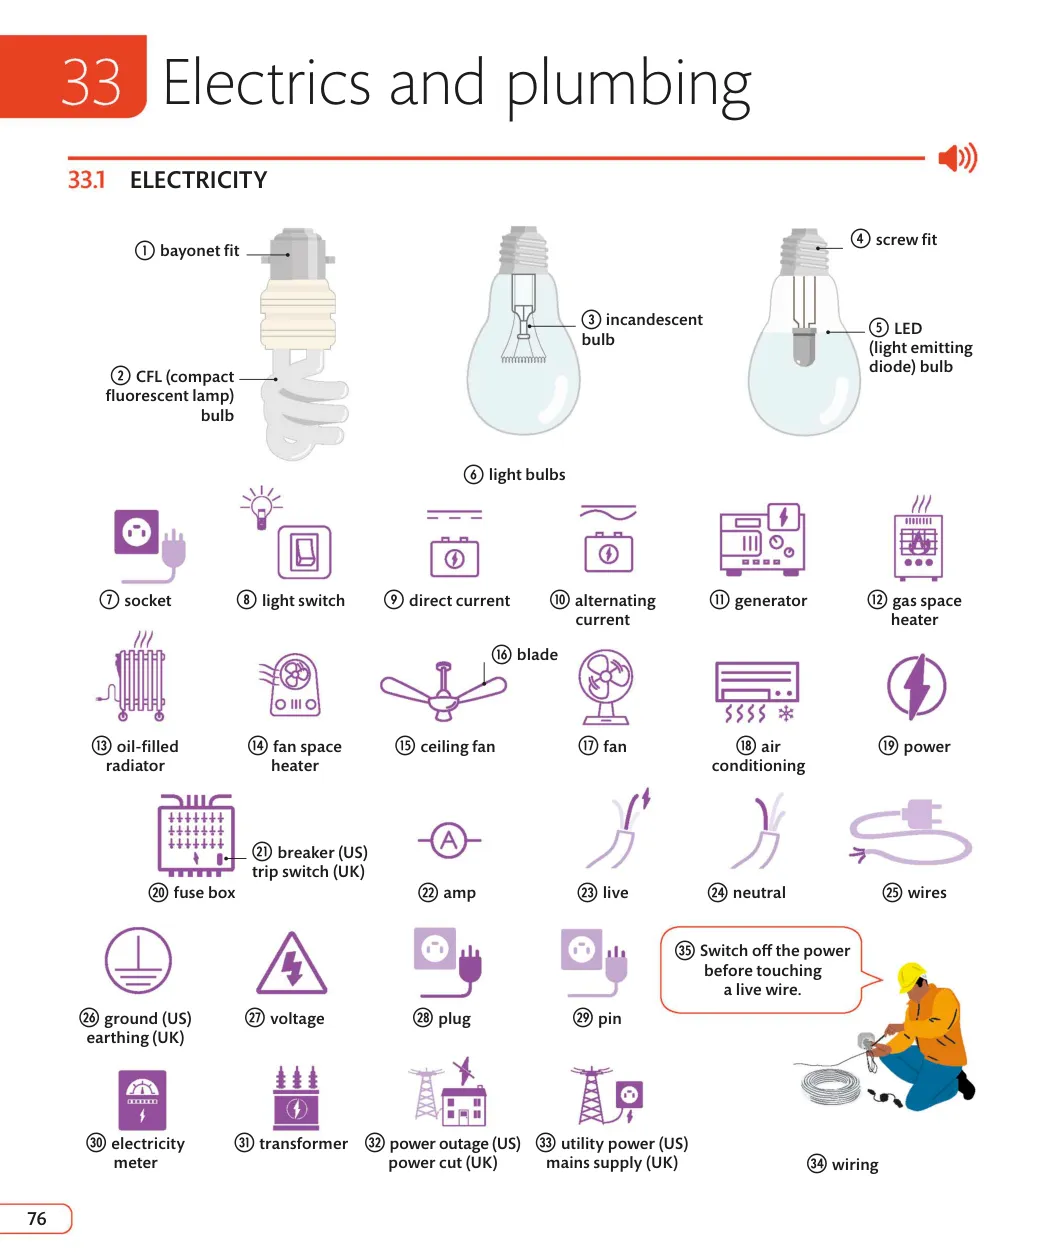 33 Electrics and plumbing
33.1 ELECTRICITY
① bayonet fit
② CFL (compact
fluorescent lamp)
bulb
③ incandescent
bulb
④ screw fit
⑤ LED
(light emitting
diode) bulb
⑥ light bulbs
⑦ socket
⑧ light switch
⑨ direct current
⑩ alternating
current
⑪ generator
⑫ gas space
heater
⑬ oil-filled
radiator
⑭ fan space
heater
⑮ ceiling fan
⑯ blade
⑰ fan
⑱ air
conditioning
⑲ power
⑳ fuse box
㉑ breaker (US)
trip switch (UK)
㉒ amp
A
㉓ live
㉔ neutral
㉕ wires
㉖ ground (US)
earthing (UK)
㉗ voltage
㉘ plug
㉙ pin
㉚ electricity
meter
㉛ transformer
㉜ power outage (US)
power cut (UK)
㉝ utility power (US)
mains supply (UK)
㉞ wiring
㉟ Switch off the power
before touching
a live wire.
76